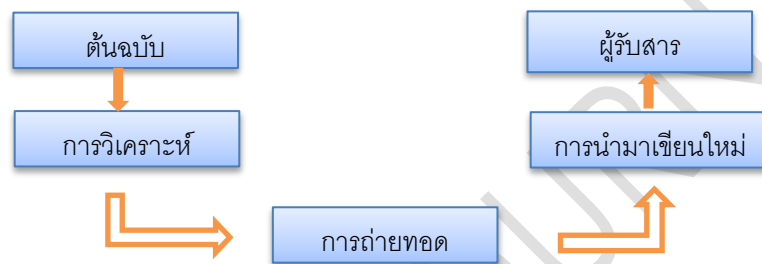 ต้นฉบับ
การวิเคราะห์
การถ่ายทอด
การนำมาเขียนใหม่
ผู้รับสาร